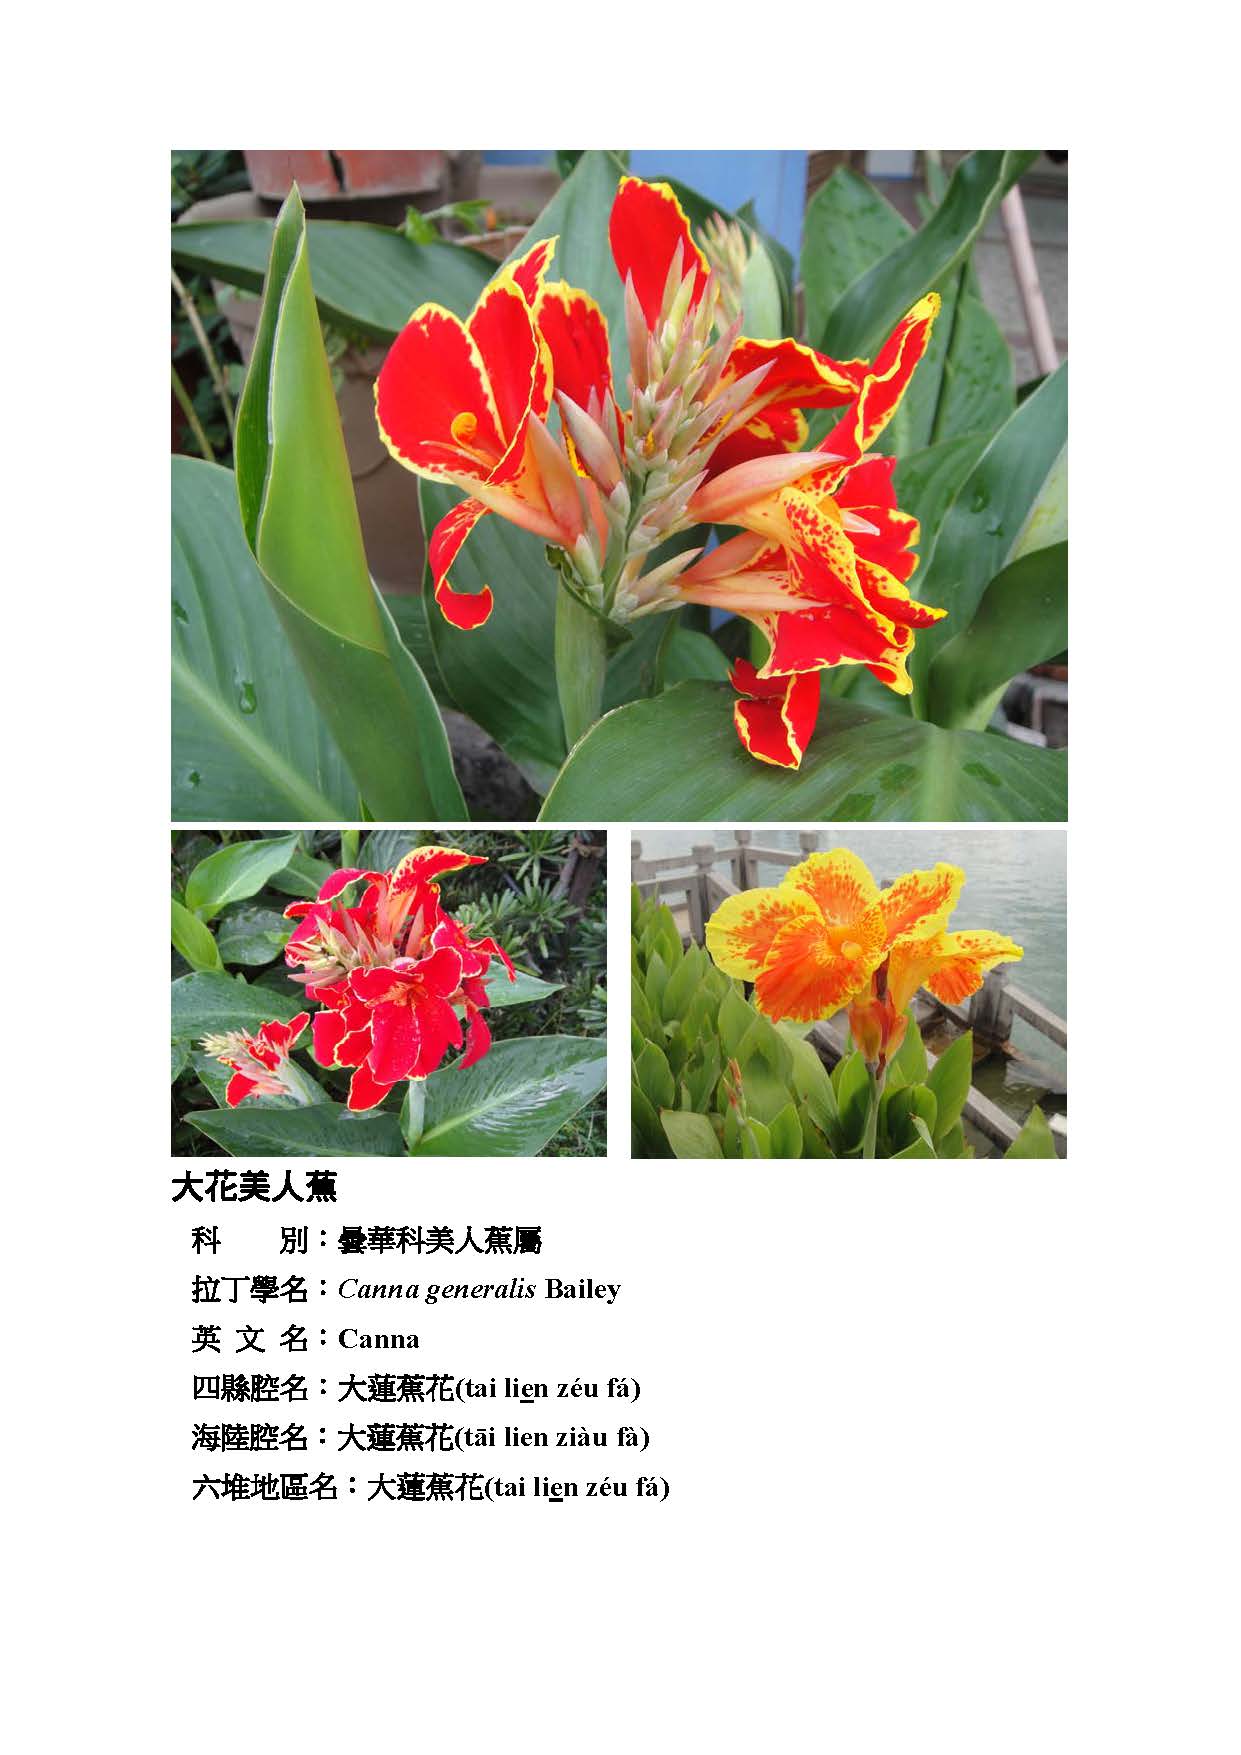 大花美人蕉
科　　別：曇華科美人蕉屬
拉丁學名：Canna generalis Bailey
英 文 名：Canna
四縣腔名：大蓮蕉花(tai lien zéu fá)
海陸腔名：大蓮蕉花(tāi lien ziàu fà)
六堆地區名：大蓮蕉花(tai lien zéu fá)